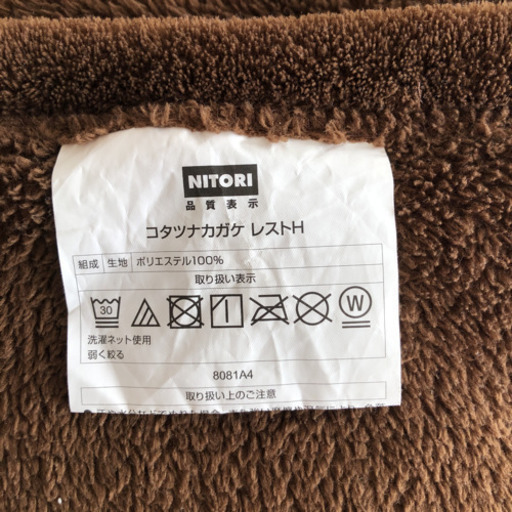 NITORI
品質表示
コタツナカガケ レストH
組成 生地 ポリエステル100%
取り扱い表示
30 W
洗濯ネット使用
弱く絞る
8081A4
取り扱い上のご注意